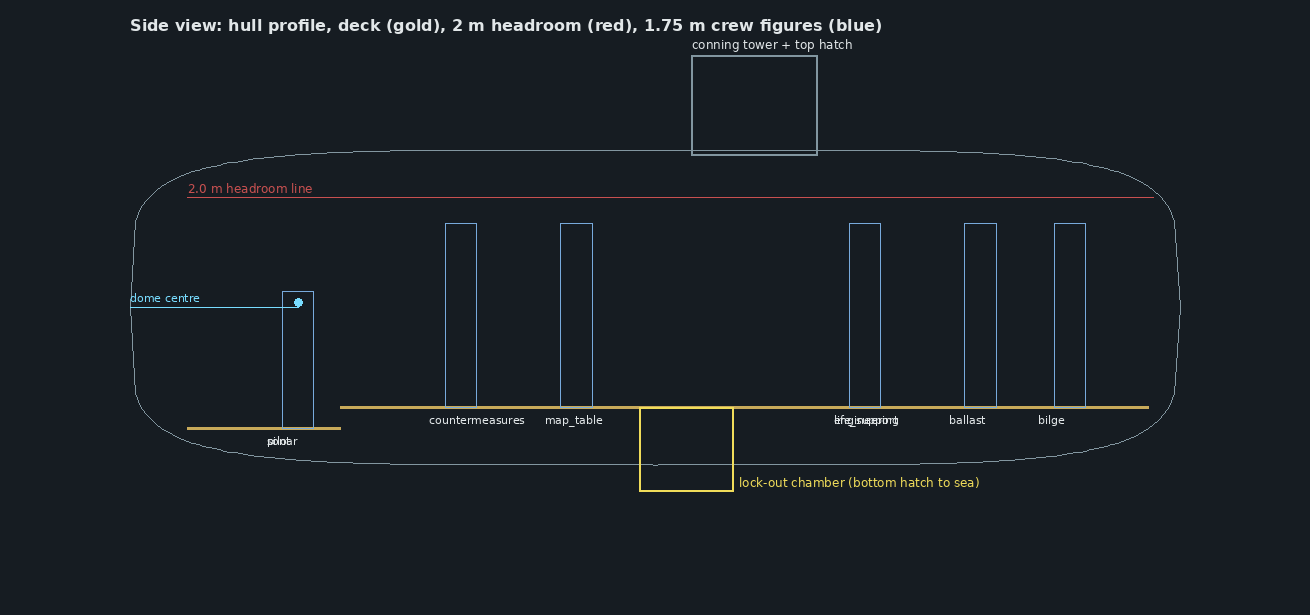 Side view: hull profile, deck (gold), 2 m headroom (red), 1.75 m crew figures (blue)
conning tower + top hatch
2.0 m headroom line
dome centre
countermeasures
map_table
ballast
bilge
lock-out chamber (bottom hatch to sea)